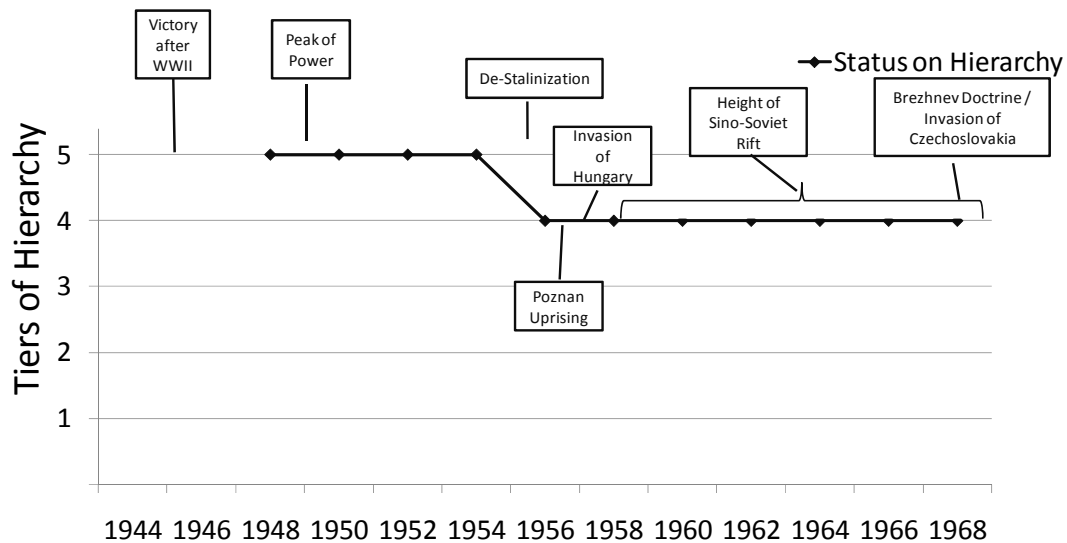 Victory
after
WWII
Peak of
Power
De-Stalinization
Status on Hierarchy
Height of
Sino-Soviet
Rift
Brezhnev Doctrine /
Invasion of
Czechoslovakia
Invasion
of
Hungary
Poznan
Uprising
Tiers of Hierarchy
5
4
3
2
1
1944 1946 1948 1950 1952 1954 1956 1958 1960 1962 1964 1966 1968